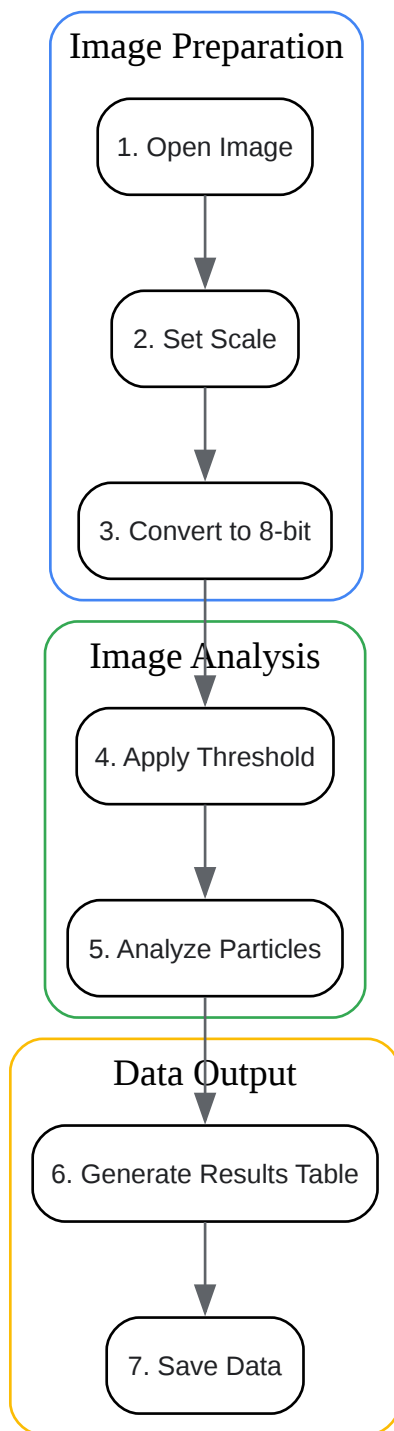 Image Preparation
1. Open Image
2. Set Scale
3. Convert to 8-bit
Image Analysis
4. Apply Threshold
5. Analyze Particles
Data Output
6. Generate Results Table
7. Save Data